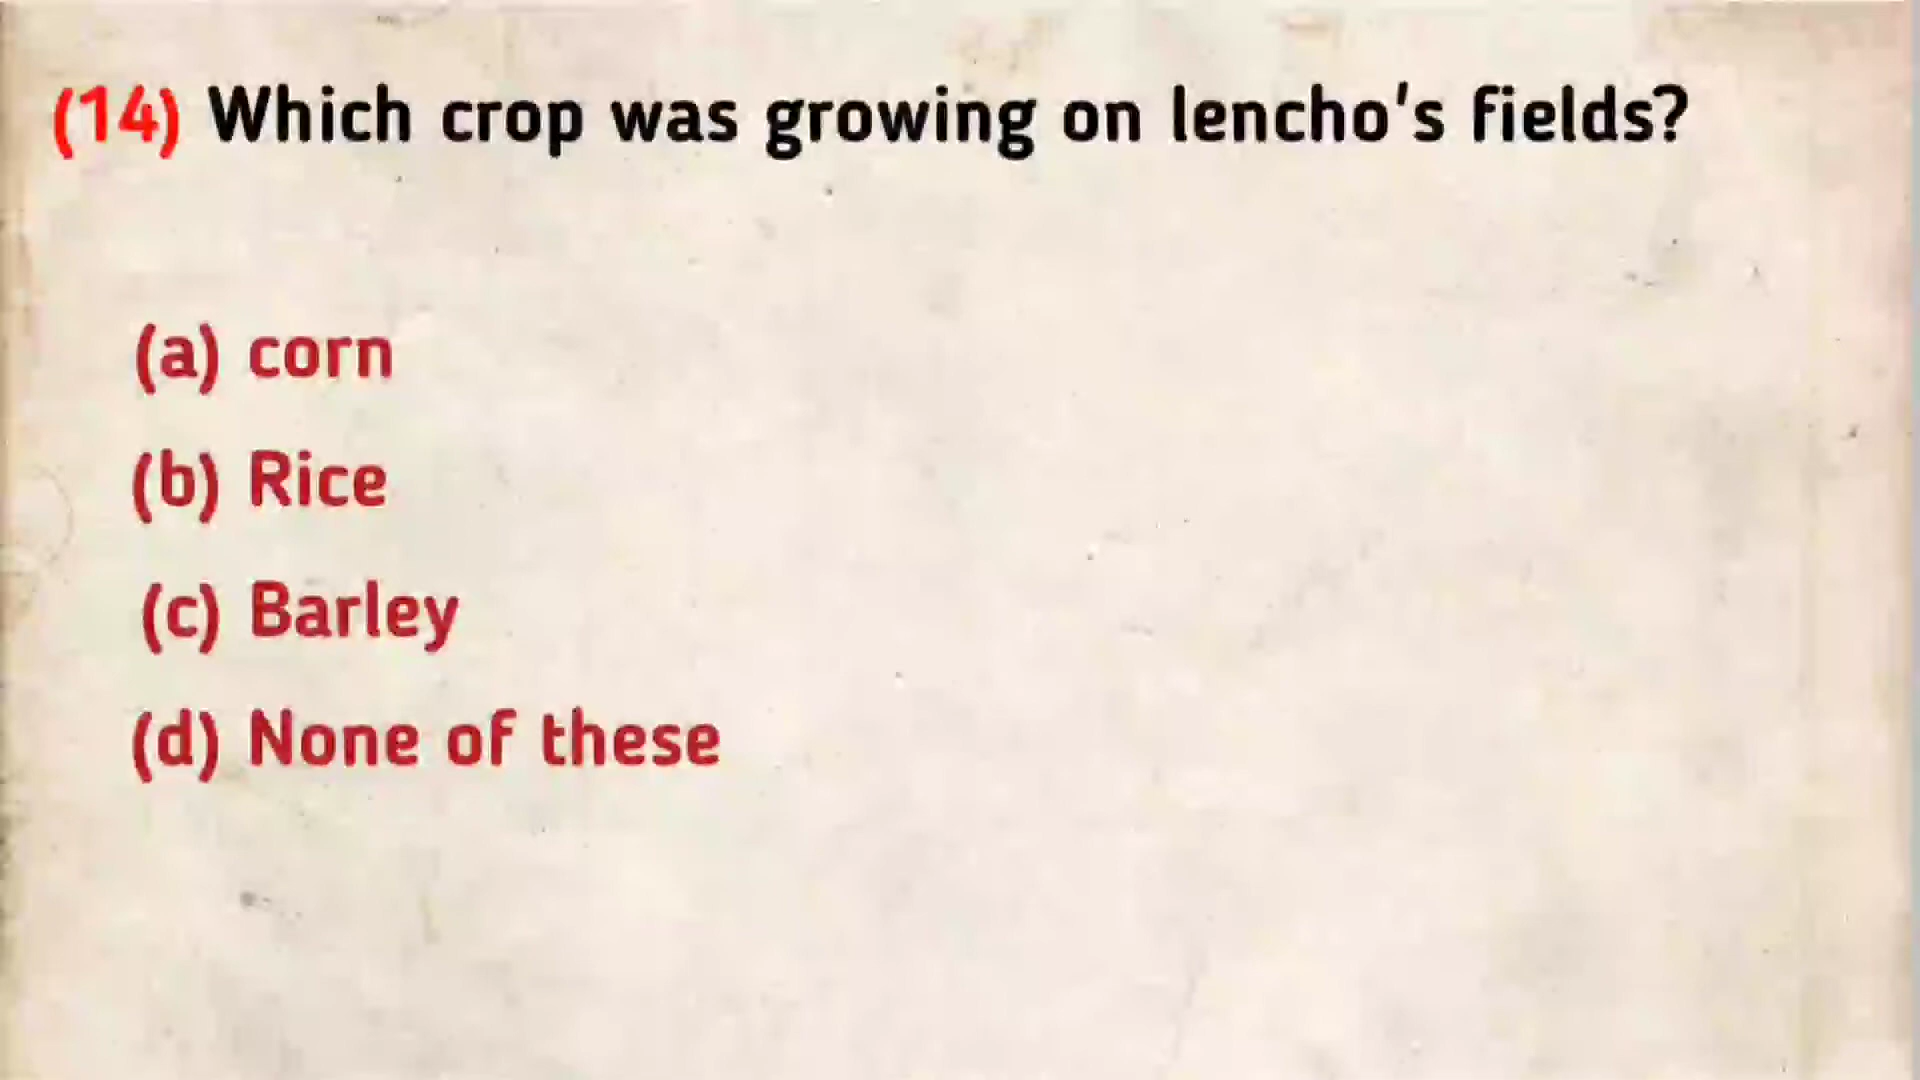 (14) Which crop was growing on lencho's fields?
(a) corn
(b) Rice
(c) Barley
(d) None of these